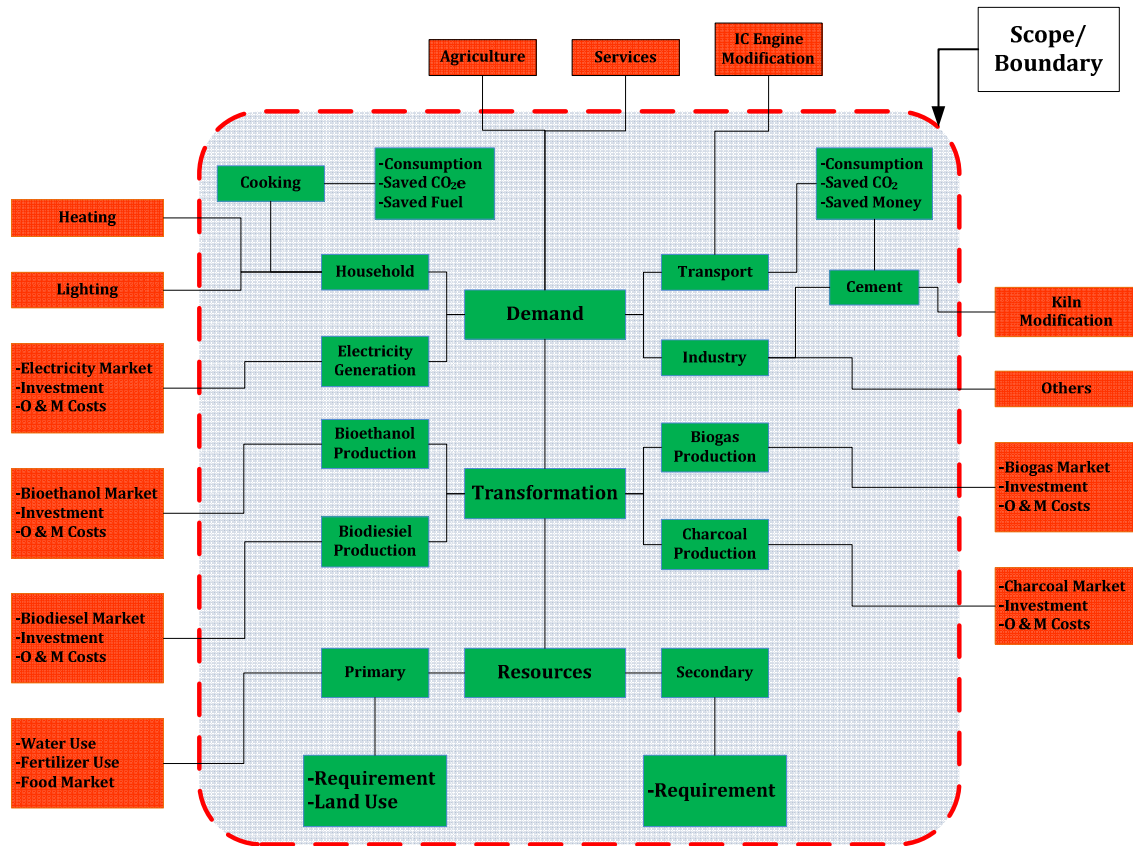 Scope/
Boundary
Agriculture
Services
IC Engine
Modification
Cooking
-Consumption
-Saved CO₂e
-Saved Fuel
-Consumption
-Saved CO₂
-Saved Money
Heating
Household
Transport
Lighting
Demand
Cement
Kiln
Modification
-Electricity Market
-Investment
-O & M Costs
Electricity
Generation
Industry
Others
Bioethanol
Production
Biogas
Production
-Bioethanol Market
-Investment
-O & M Costs
Transformation
-Biogas Market
-Investment
-O & M Costs
Biodiesiel
Production
Charcoal
Production
-Biodiesel Market
-Investment
-O & M Costs
-Charcoal Market
-Investment
-O & M Costs
Primary
Resources
Secondary
-Water Use
-Fertilizer Use
-Food Market
-Requirement
-Land Use
-Requirement